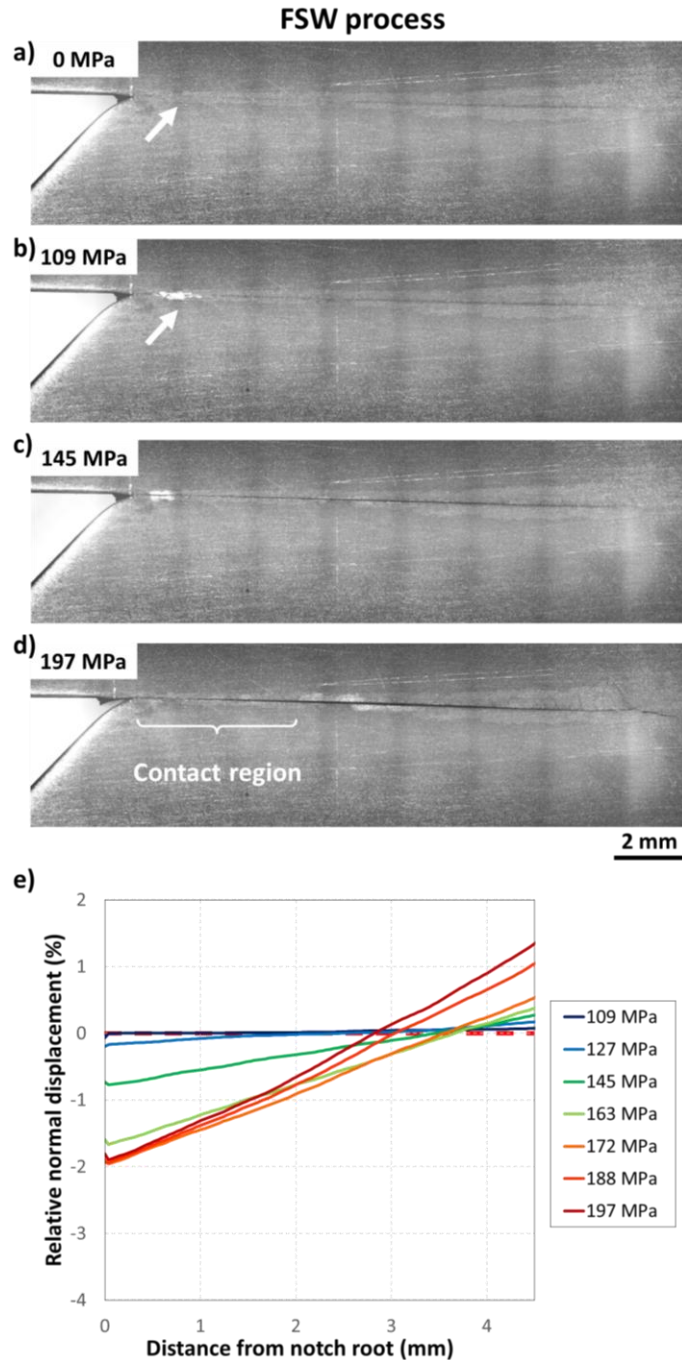 FSW process
a)
0 MPa
b)
109 MPa
c)
145 MPa
d)
197 MPa
Contact region
2 mm
e)
2
1
0
-1
-2
-3
-4
Relative normal displacement (%)
0 1 2 3 4
Distance from notch root (mm)
109 MPa
127 MPa
145 MPa
163 MPa
172 MPa
188 MPa
197 MPa